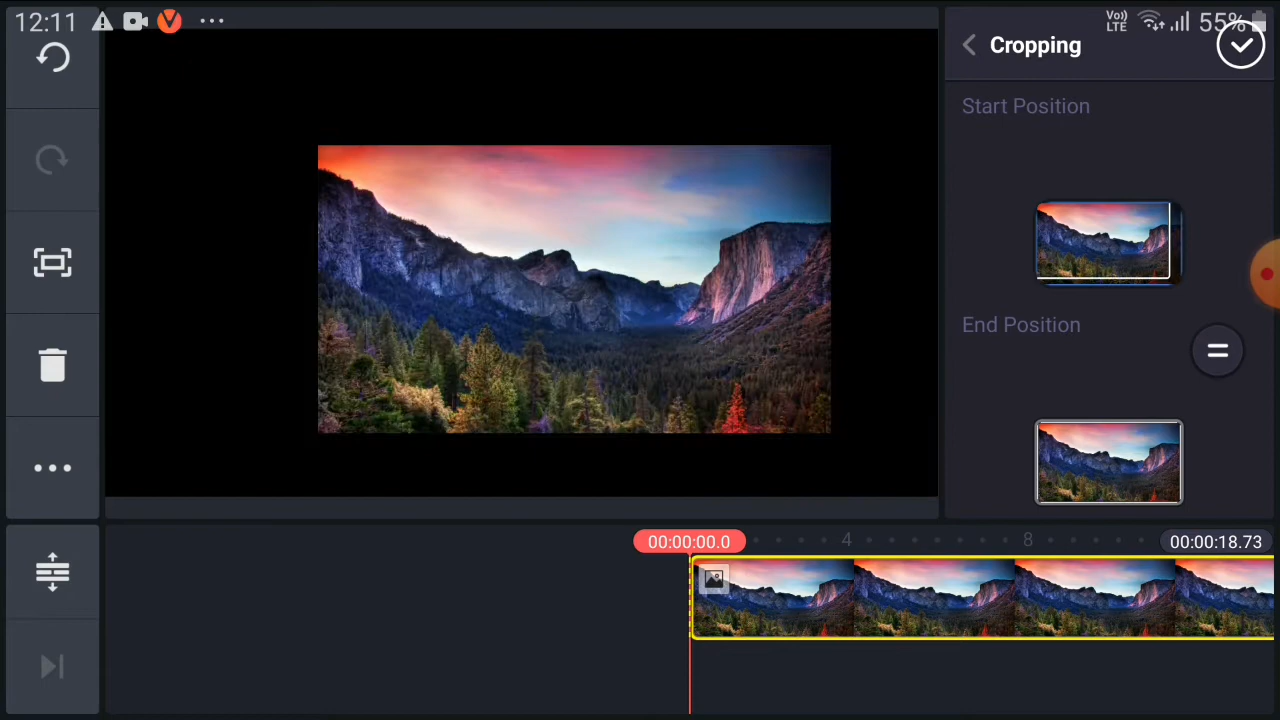 12:11
Vo)) LTE
55%
Cropping
Start Position
End Position
00:00:00.0
4
8
00:00:18.73